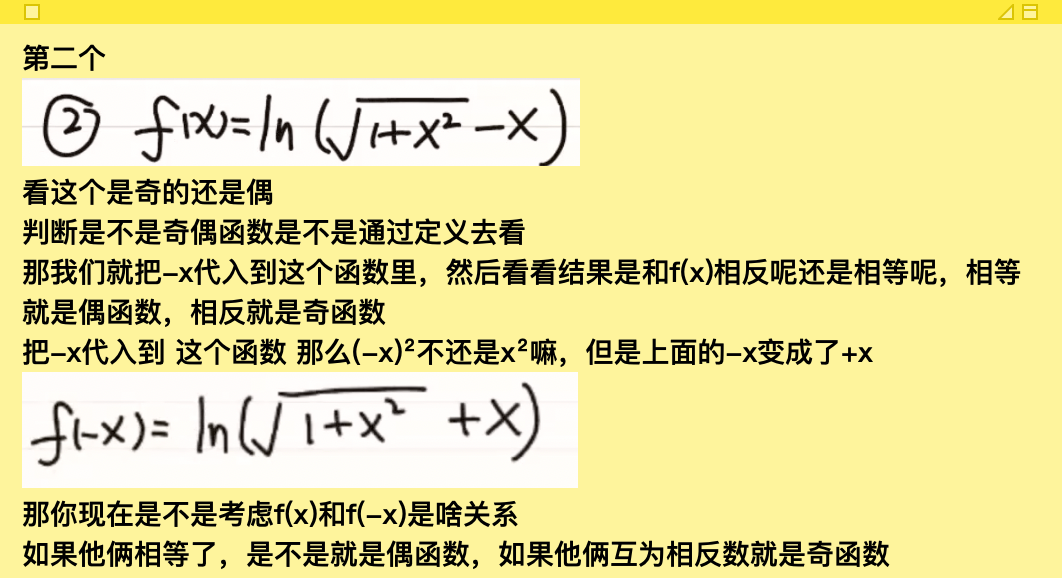 第二个
② f(x)=ln(√1+x² -x)
看这个是奇的还是偶
判断是不是奇偶函数是不是通过定义去看
那我们就把-x代入到这个函数里，然后看看结果是和f(x)相反呢还是相等呢，相等
就是偶函数，相反就是奇函数
把-x代入到 这个函数 那么(-x)²不还是x²嘛，但是上面的-x变成了+x
f(-x)= ln(√1+x² +x)
那你现在是不是考虑f(x)和f(-x)是啥关系
如果他俩相等了，是不是就是偶函数，如果他俩互为相反数就是奇函数